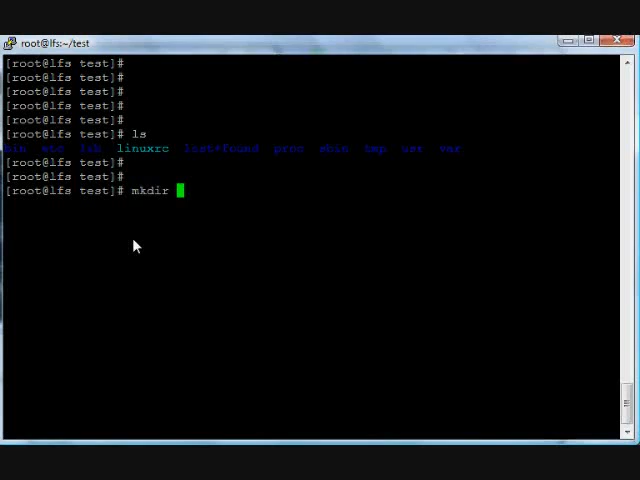 root@lfs:~/test
[root@lfs test]#
[root@lfs test]#
[root@lfs test]#
[root@lfs test]#
[root@lfs test]#
[root@lfs test]# ls
bin etc lib linuxrc lost+found proc sbin tmp usr var
[root@lfs test]#
[root@lfs test]#
[root@lfs test]# mkdir